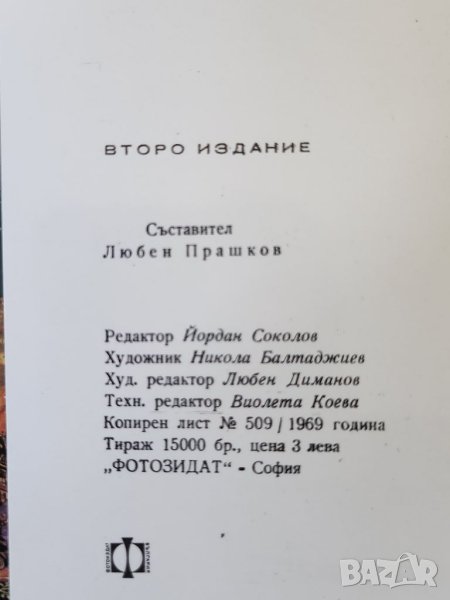 ВТОРО ИЗДАНИЕ
Съставител
Любен Прашков
Редактор Йордан Соколов
Художник Никола Балтаджиев
Худ. редактор Любен Диманов
Техн. редактор Виолета Коева
Копирен лист № 509 / 1969 година
Тираж 15000 бр., цена 3 лева
„ФОТОЗИДАТ" - София
BAZAR